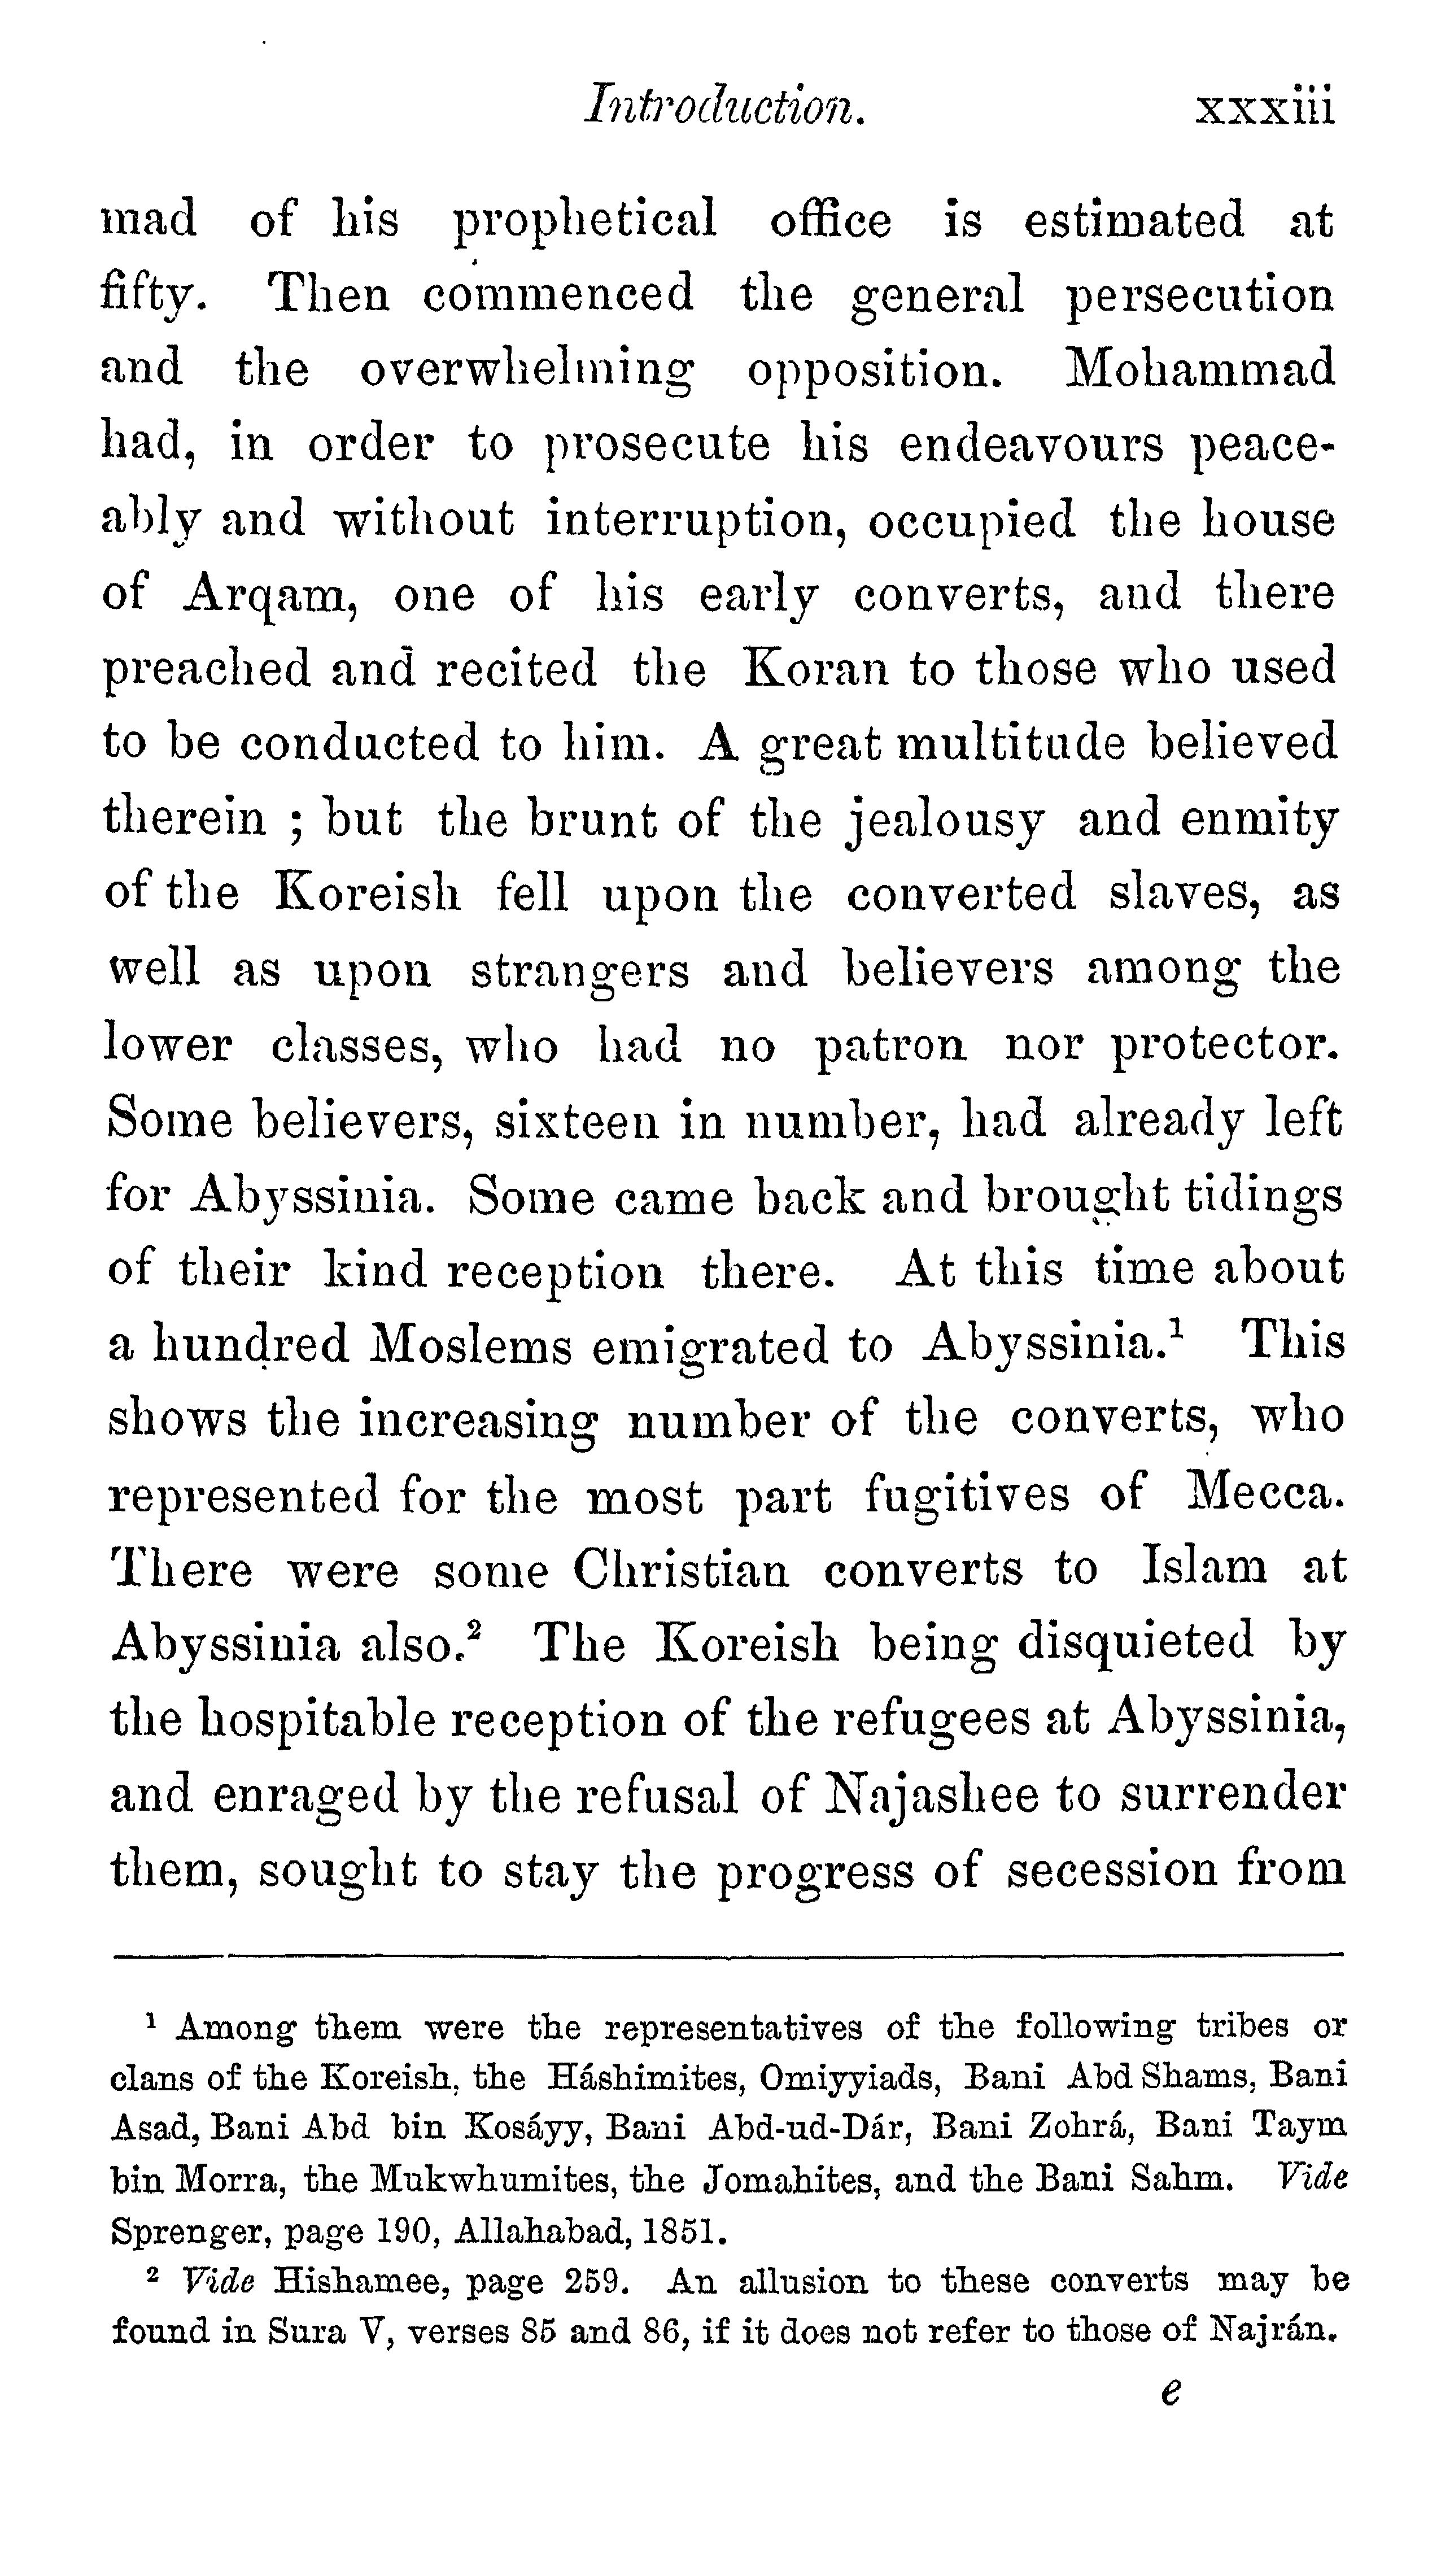 Introduction. xxxiii
mad of his prophetical office is estimated at
fifty. Then commenced the general persecution
and the overwhelming opposition. Mohammad
had, in order to prosecute his endeavours peace-
ably and without interruption, occupied the house
of Arqam, one of his early converts, and there
preached and recited the Koran to those who used
to be conducted to him. A great multitude believed
therein ; but the brunt of the jealousy and enmity
of the Koreish fell upon the converted slaves, as
well as upon strangers and believers among the
lower classes, who had no patron nor protector.
Some believers, sixteen in number, had already left
for Abyssinia. Some came back and brought tidings
of their kind reception there. At this time about
a hundred Moslems emigrated to Abyssinia.¹ This
shows the increasing number of the converts, who
represented for the most part fugitives of Mecca.
There were some Christian converts to Islam at
Abyssinia also.² The Koreish being disquieted by
the hospitable reception of the refugees at Abyssinia,
and enraged by the refusal of Najashee to surrender
them, sought to stay the progress of secession from
¹ Among them were the representatives of the following tribes or
clans of the Koreish, the Háshimites, Omiyyiads, Bani Abd Shams, Bani
Asad, Bani Abd bin Kosáyy, Bani Abd-ud-Dár, Bani Zohrá, Bani Taym
bin Morra, the Mukwhumites, the Jomahites, and the Bani Sahm. Vide
Sprenger, page 190, Allahabad, 1851.
² Vide Hishamee, page 259. An allusion to these converts may be
found in Sura V, verses 85 and 86, if it does not refer to those of Najrán.
e